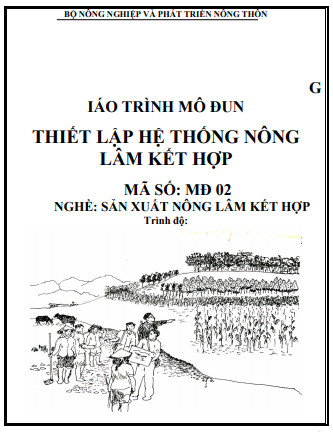 BỘ NÔNG NGHIỆP VÀ PHÁT TRIỂN NÔNG THÔN
G
IÁO TRÌNH MÔ ĐUN
THIẾT LẬP HỆ THỐNG NÔNG
LÂM KẾT HỢP
MÃ SỐ: MĐ 02
NGHỀ: SẢN XUẤT NÔNG LÂM KẾT HỢP
Trình độ: